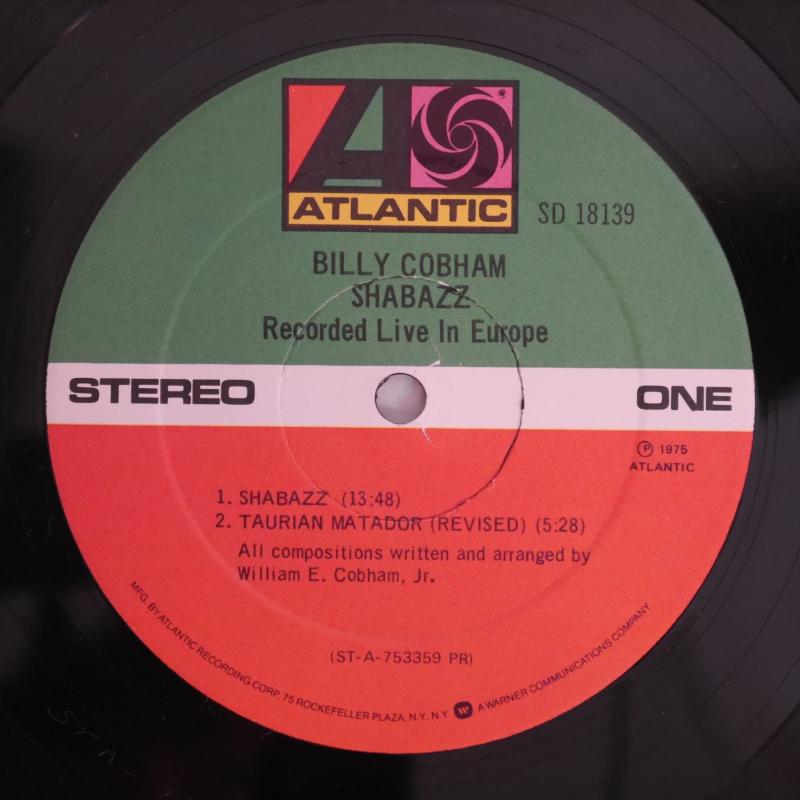 A
®
ATLANTIC
SD 18139
BILLY COBHAM
SHABAZZ
Recorded Live In Europe
STEREO
ONE
Ⓟ 1975
ATLANTIC
1. SHABAZZ (13:48)
2. TAURIAN MATADOR (REVISED) (5:28)
All compositions written and arranged by
William E. Cobham, Jr.
(ST-A-753359 PR)
MFG. BY ATLANTIC RECORDING CORP. 75 ROCKEFELLER PLAZA, N.Y. N.Y. A WARNER COMMUNICATIONS COMPANY
ST A